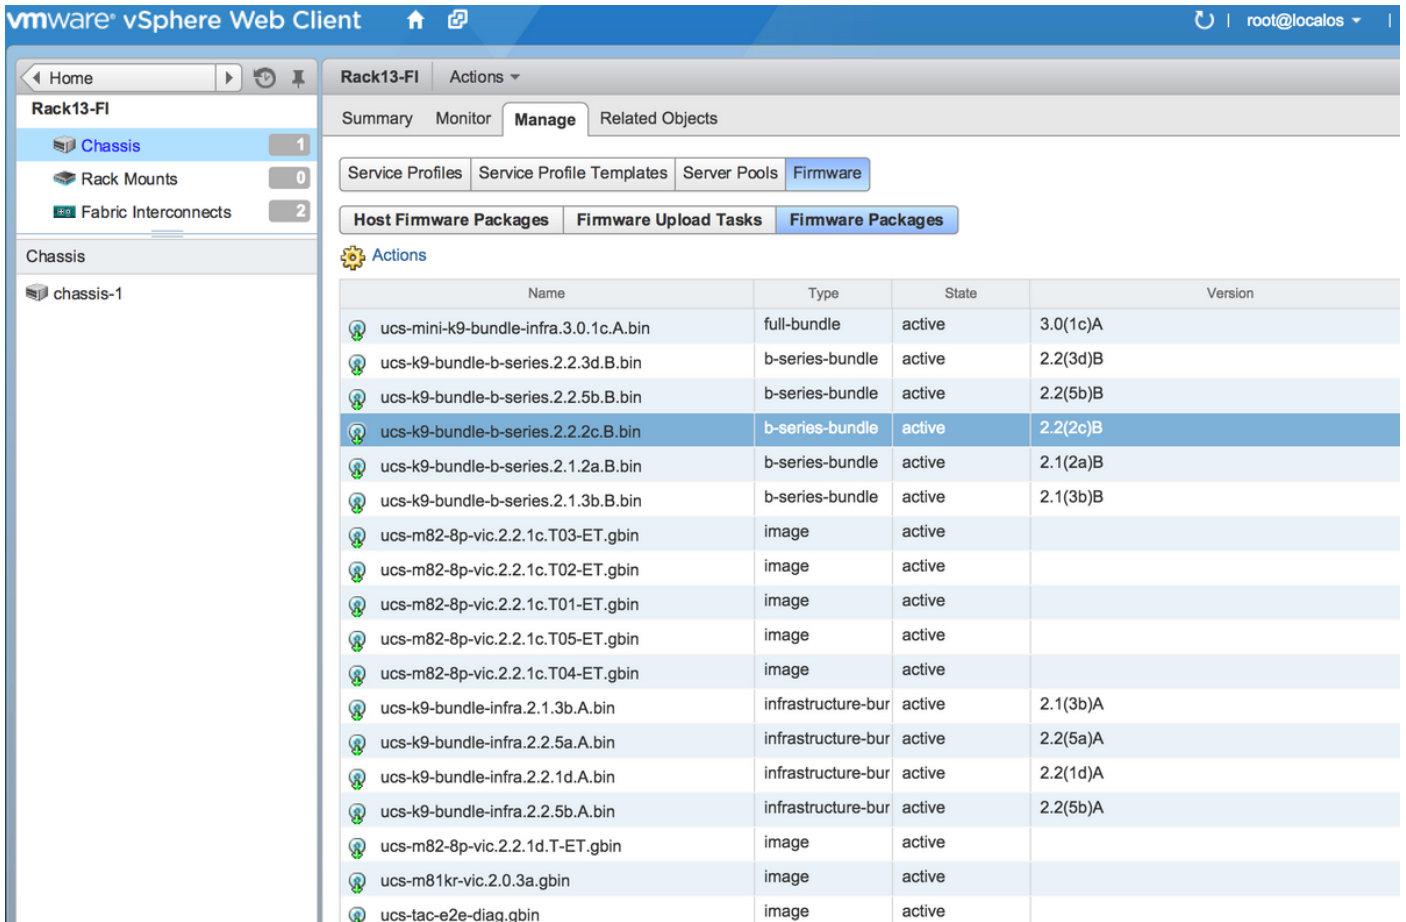 vmware® vSphere Web Client
root@localos
Home
Rack13-FI
Chassis 1
Rack Mounts 0
Fabric Interconnects 2
Chassis
chassis-1
Rack13-FI Actions
Summary Monitor Manage Related Objects
Service Profiles Service Profile Templates Server Pools Firmware
Host Firmware Packages Firmware Upload Tasks Firmware Packages
Actions
Name Type State Version
ucs-mini-k9-bundle-infra.3.0.1c.A.bin full-bundle active 3.0(1c)A
ucs-k9-bundle-b-series.2.2.3d.B.bin b-series-bundle active 2.2(3d)B
ucs-k9-bundle-b-series.2.2.5b.B.bin b-series-bundle active 2.2(5b)B
ucs-k9-bundle-b-series.2.2.2c.B.bin b-series-bundle active 2.2(2c)B
ucs-k9-bundle-b-series.2.1.2a.B.bin b-series-bundle active 2.1(2a)B
ucs-k9-bundle-b-series.2.1.3b.B.bin b-series-bundle active 2.1(3b)B
ucs-m82-8p-vic.2.2.1c.T03-ET.gbin image active
ucs-m82-8p-vic.2.2.1c.T02-ET.gbin image active
ucs-m82-8p-vic.2.2.1c.T01-ET.gbin image active
ucs-m82-8p-vic.2.2.1c.T05-ET.gbin image active
ucs-m82-8p-vic.2.2.1c.T04-ET.gbin image active
ucs-k9-bundle-infra.2.1.3b.A.bin infrastructure-bur active 2.1(3b)A
ucs-k9-bundle-infra.2.2.5a.A.bin infrastructure-bur active 2.2(5a)A
ucs-k9-bundle-infra.2.2.1d.A.bin infrastructure-bur active 2.2(1d)A
ucs-k9-bundle-infra.2.2.5b.A.bin infrastructure-bur active 2.2(5b)A
ucs-m82-8p-vic.2.2.1d.T-ET.gbin image active
ucs-m81kr-vic.2.0.3a.gbin image active
ucs-tac-e2e-diag.gbin image active